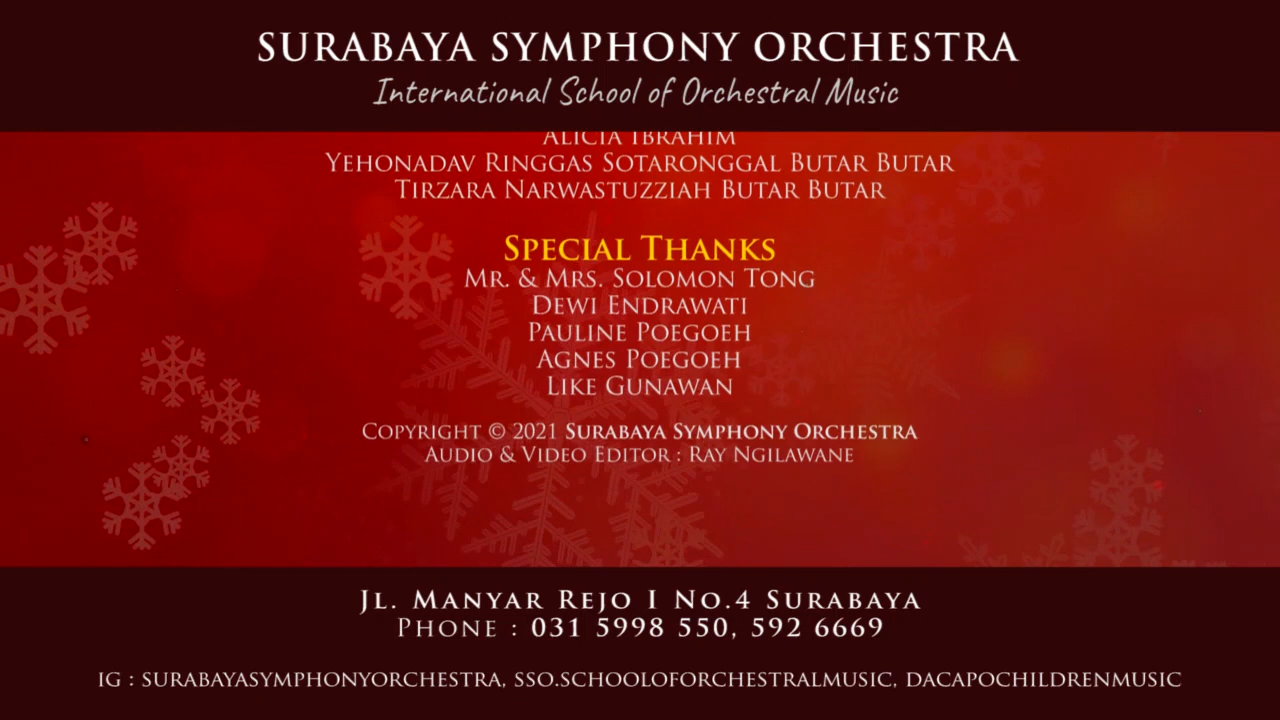 SURABAYA SYMPHONY ORCHESTRA
International School of Orchestral Music
ALICIA IBRAHIM
YEHONADAV RINGGAS SOTARONGGAL BUTAR BUTAR
TIRZARA NARWASTUZZIAH BUTAR BUTAR
SPECIAL THANKS
MR. & MRS. SOLOMON TONG
DEWI ENDRAWATI
PAULINE POEGOEH
AGNES POEGOEH
LIKE GUNAWAN
COPYRIGHT © 2021 SURABAYA SYMPHONY ORCHESTRA
AUDIO & VIDEO EDITOR : RAY NGILAWANE
JL. MANYAR REJO I NO.4 SURABAYA
PHONE : 031 5998 550, 592 6669
IG : SURABAYASYMPHONYORCHESTRA, SSO.SCHOOLOFORCHESTRALMUSIC, DACAPOCHILDRENMUSIC